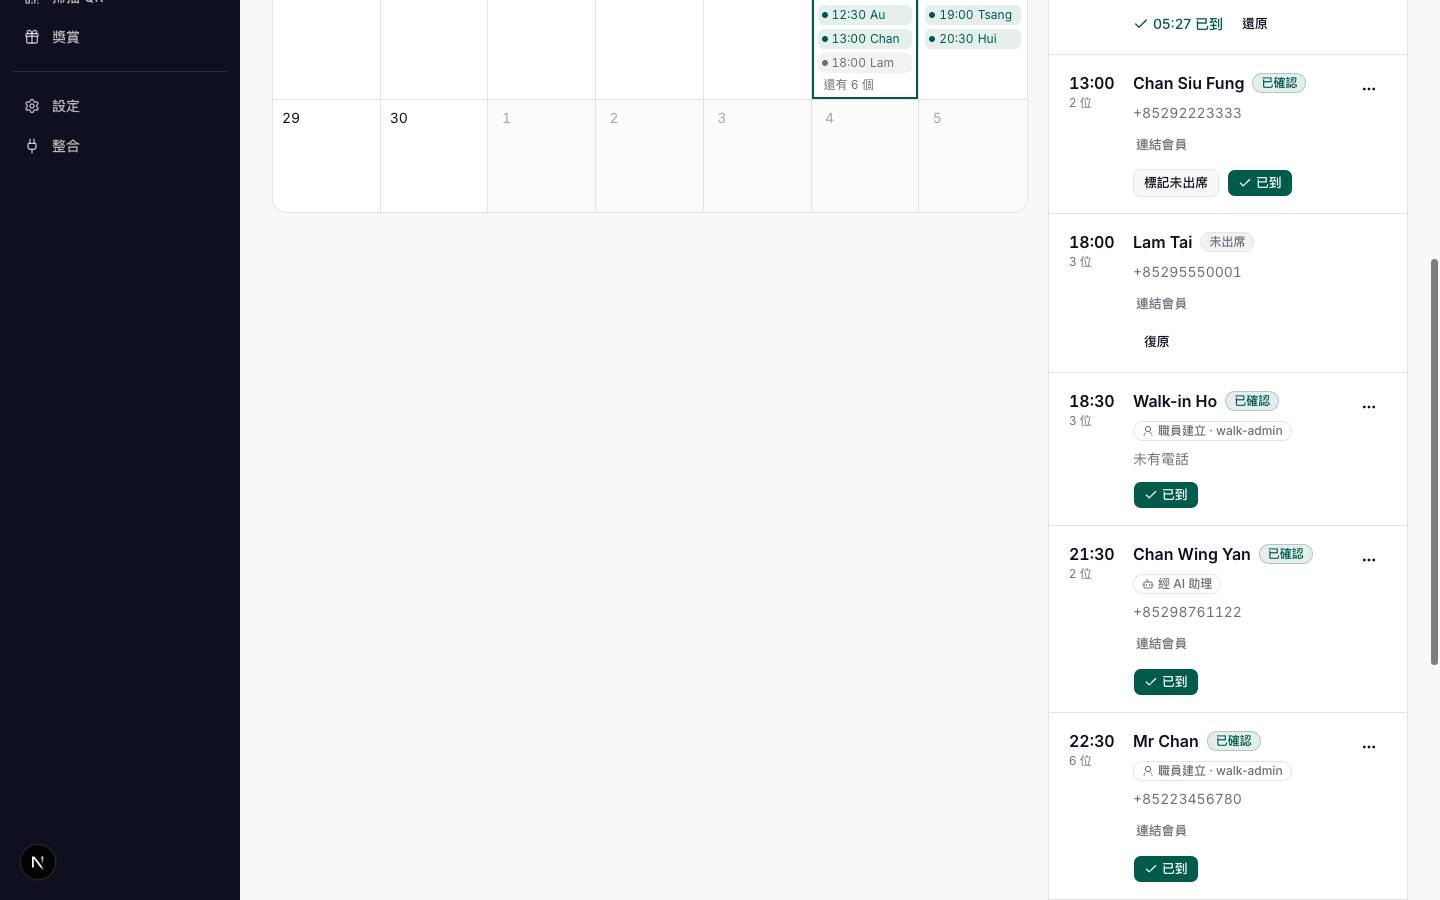 獎賞
設定
整合
12:30 Au
13:00 Chan
18:00 Lam
還有 6 個
19:00 Tsang
20:30 Hui
29
30
1
2
3
4
5
05:27 已到 還原
13:00 Chan Siu Fung 已確認
2 位
+85292223333
連結會員
標記未出席 已到
18:00 Lam Tai 未出席
3 位
+85295550001
連結會員
復原
18:30 Walk-in Ho 已確認
3 位
職員建立 · walk-admin
未有電話
已到
21:30 Chan Wing Yan 已確認
2 位
經 AI 助理
+85298761122
連結會員
已到
22:30 Mr Chan 已確認
6 位
職員建立 · walk-admin
+85223456780
連結會員
已到
N